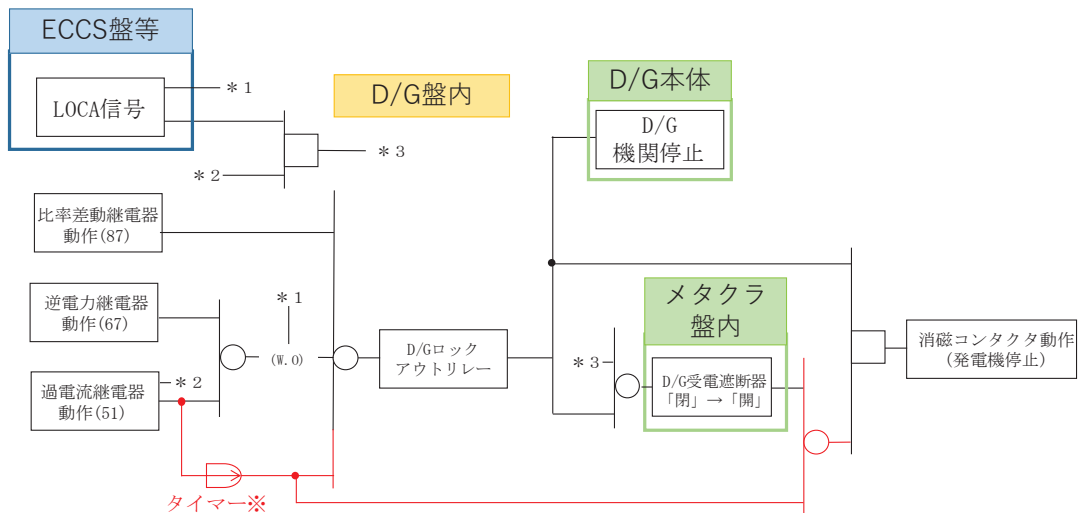 ECCS盤等
LOCA信号
＊1
D/G盤内
＊3
＊2
D/G本体
D/G
機関停止
比率差動継電器
動作(87)
逆電力継電器
動作(67)
＊1
(W.O)
過電流継電器
動作(51)
＊2
D/Gロック
アウトリレー
メタクラ
盤内
＊3
D/G受電遮断器
「閉」→「開」
消磁コンタクタ動作
(発電機停止)
タイマー※